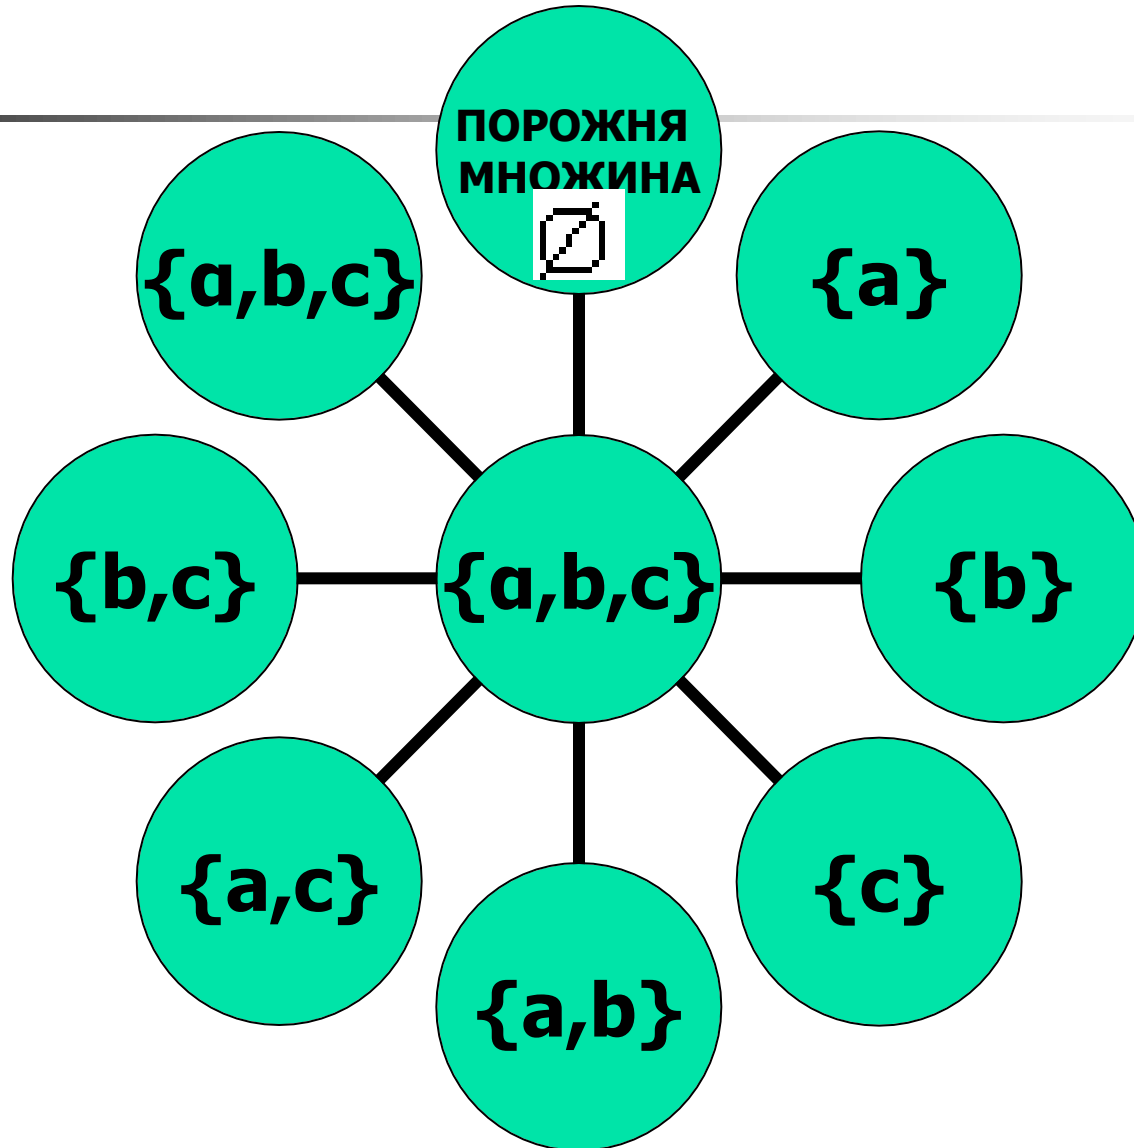 ПОРОЖНЯ
МНОЖИНА
∅
{ɑ,b,c}
{a}
{b,c}
{ɑ,b,c}
{b}
{a,c}
{c}
{a,b}